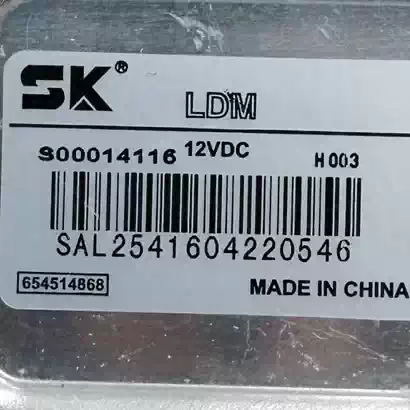 SK® LDM
S00014116 12VDC H003
SAL2541604220546
654514868 MADE IN CHINA